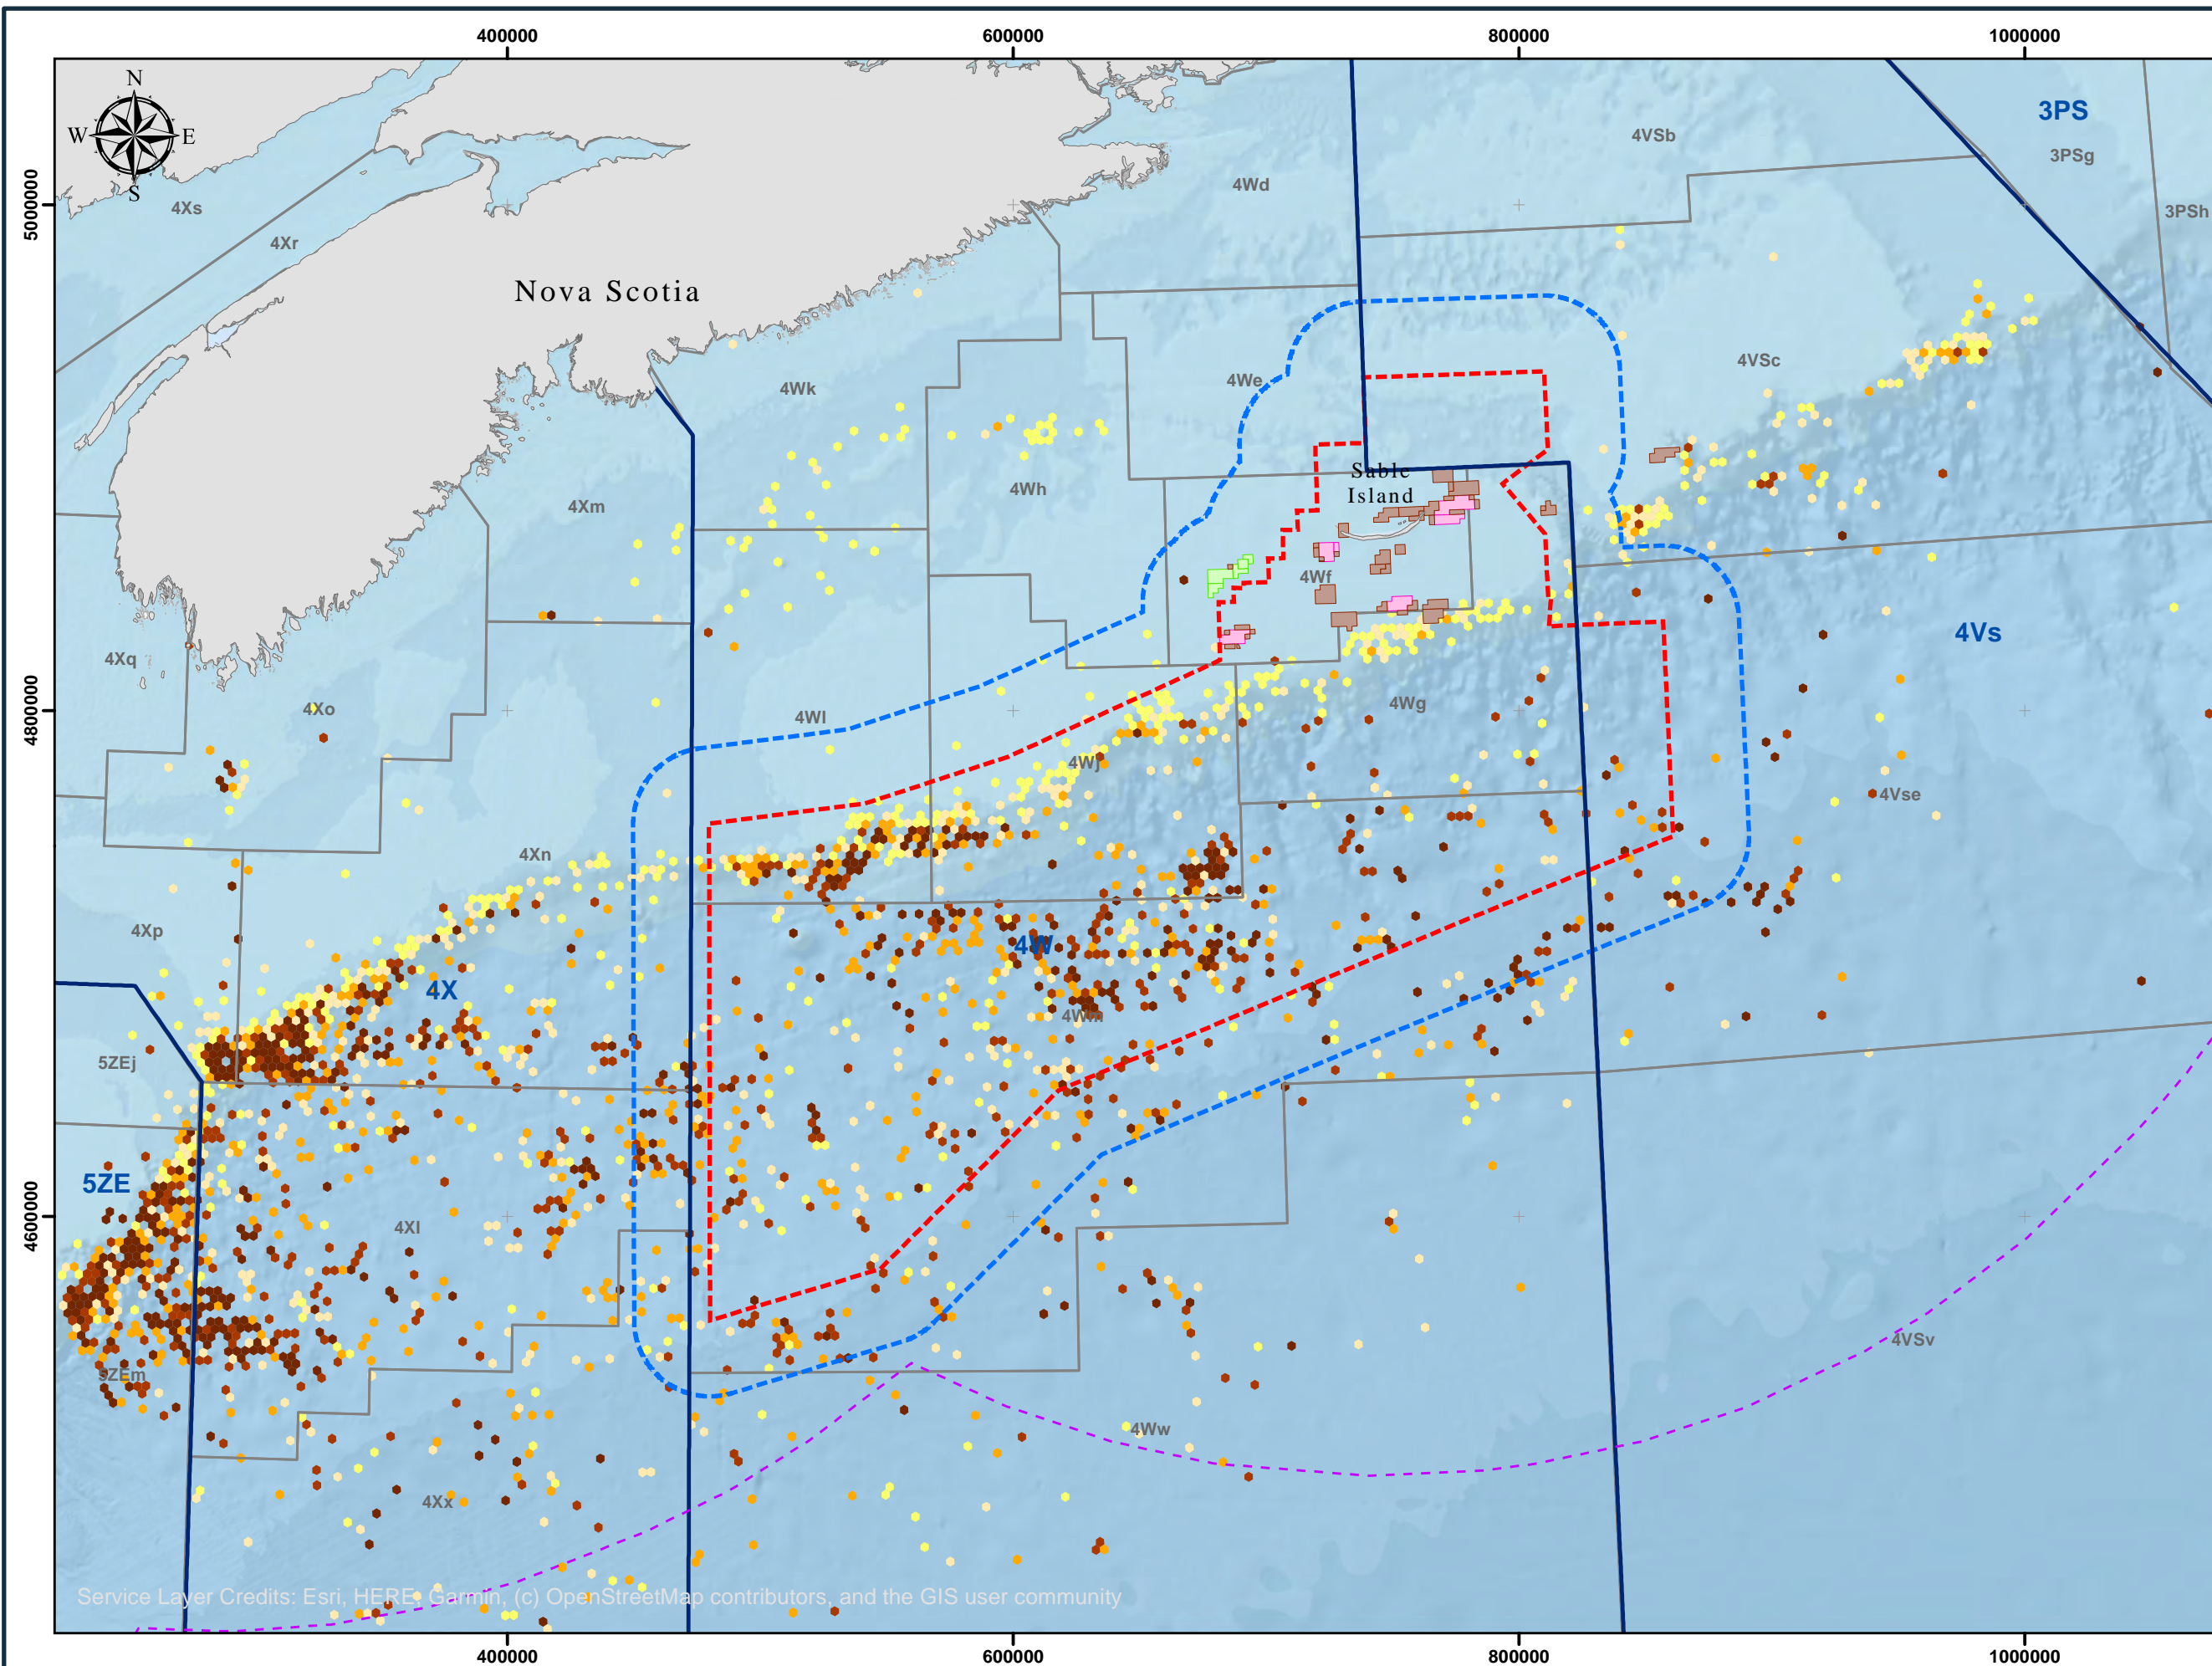 400000 600000 800000 1000000
N
W E
S
5000000
4800000
4600000
3PS
3PSg
3PSh
4VSb
4Wd
4Xs
4Xr
Nova Scotia
4VSc
4We
4Wk
Sable
Island
4Wh
4Xm
4Wf
4Vs
4Xq
4Xo
4Wl
4Wg
4Wj
4Vse
4Xn
4Xp
4W
4X
4Wm
5ZEj
5ZE
4Xl
4VSv
5ZEm
4Ww
4Xx
Service Layer Credits: Esri, HERE, Garmin, (c) OpenStreetMap contributors, and the GIS user community
400000 600000 800000 1000000